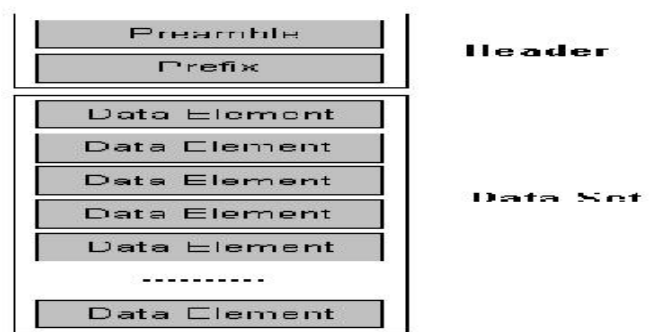 Preamble
Prefix
Header
Data Element
Data Element
Data Element
Data Element
Data Element
Data Set
..........
Data Element